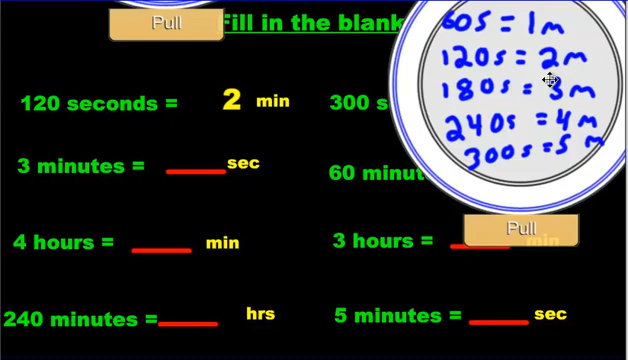 Pull
Fill in the blank
60s = 1m
120s = 2m
180s = 3m
240s = 4m
300s = 5m
120 seconds = 2 min
300 s
3 minutes = sec
60 minut
Pull
4 hours = min
3 hours = min
240 minutes = hrs
5 minutes = sec